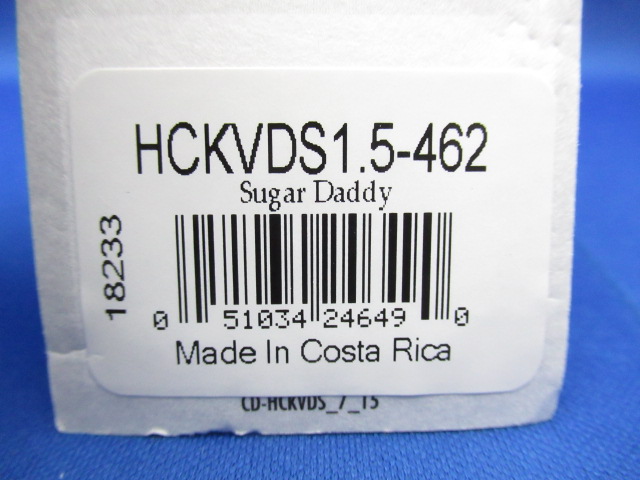 HCKVDS1.5-462
Sugar Daddy
18233
0 51034 24649 0
Made In Costa Rica
CD-HCKVDS_7_15